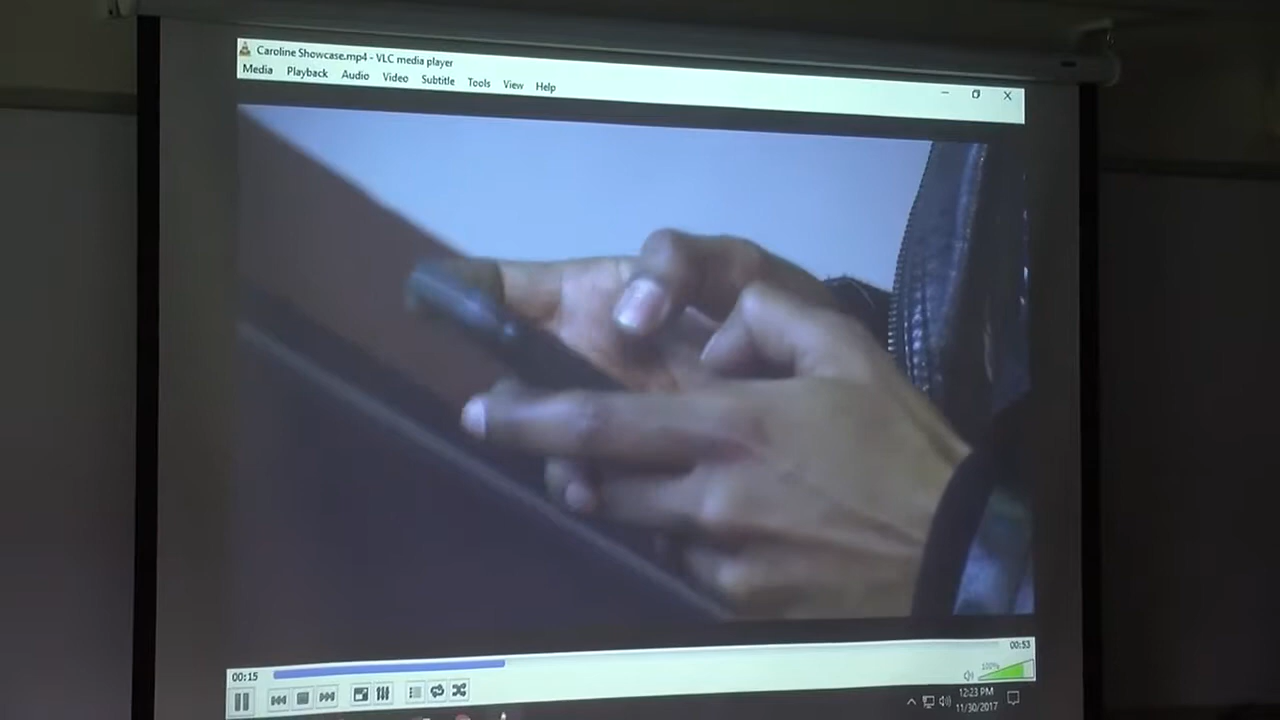 Caroline Showcase.mp4 - VLC media player
Media Playback Audio Video Subtitle Tools View Help
00:15
00:53
100%
12:23 PM
11/30/2017